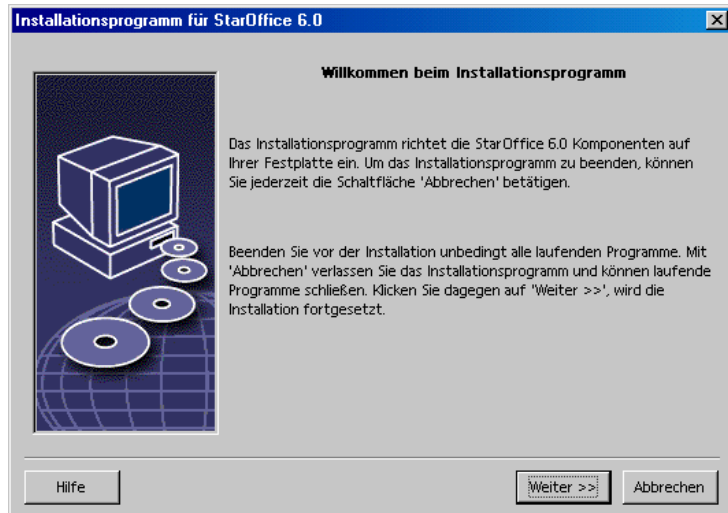 Installationsprogramm für StarOffice 6.0
Willkommen beim Installationsprogramm
Das Installationsprogramm richtet die StarOffice 6.0 Komponenten auf
Ihrer Festplatte ein. Um das Installationsprogramm zu beenden, können
Sie jederzeit die Schaltfläche 'Abbrechen' betätigen.
Beenden Sie vor der Installation unbedingt alle laufenden Programme. Mit
'Abbrechen' verlassen Sie das Installationsprogramm und können laufende
Programme schließen. Klicken Sie dagegen auf 'Weiter >>', wird die
Installation fortgesetzt.
Hilfe
Weiter >>
Abbrechen